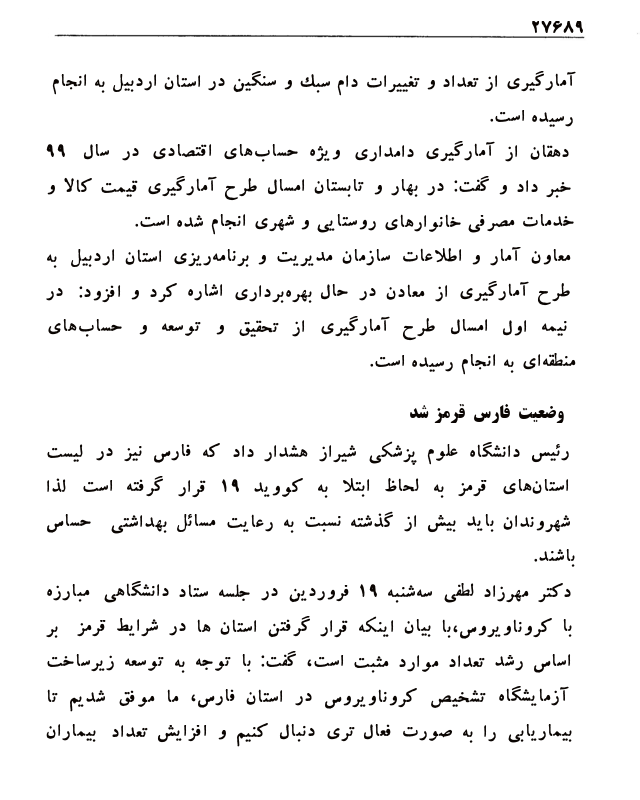 ۲۷۶۸۹
آمارگیری از تعداد و تغییرات دام سبك و سنگین در استان اردبیل به انجام
رسیده است.
دهقان از آمارگیری دامداری ویژه حساب‌های اقتصادی در سال ۹۹
خبر داد و گفت: در بهار و تابستان امسال طرح آمارگیری قیمت کالا و
خدمات مصرفی خانوارهای روستایی و شهری انجام شده است.
معاون آمار و اطلاعات سازمان مدیریت و برنامه‌ریزی استان اردبیل به
طرح آمارگیری از معادن در حال بهره‌برداری اشاره کرد و افزود: در
نیمه اول امسال طرح آمارگیری از تحقیق و توسعه و حساب‌های
منطقه‌ای به انجام رسیده است.
وضعیت فارس قرمز شد
رئیس دانشگاه علوم پزشکی شیراز هشدار داد که فارس نیز در لیست
استان‌های قرمز به لحاظ ابتلا به کووید ۱۹ قرار گرفته است لذا
شهروندان باید بیش از گذشته نسبت به رعایت مسائل بهداشتی حساس
باشند.
دکتر مهرزاد لطفی سه‌شنبه ۱۹ فروردین در جلسه ستاد دانشگاهی مبارزه
با کروناویروس،با بیان اینکه قرار گرفتن استان ها در شرایط قرمز بر
اساس رشد تعداد موارد مثبت است، گفت: با توجه به توسعه زیرساخت
آزمایشگاه تشخیص کروناویروس در استان فارس، ما موفق شدیم تا
بیماریابی را به صورت فعال تری دنبال کنیم و افزایش تعداد بیماران